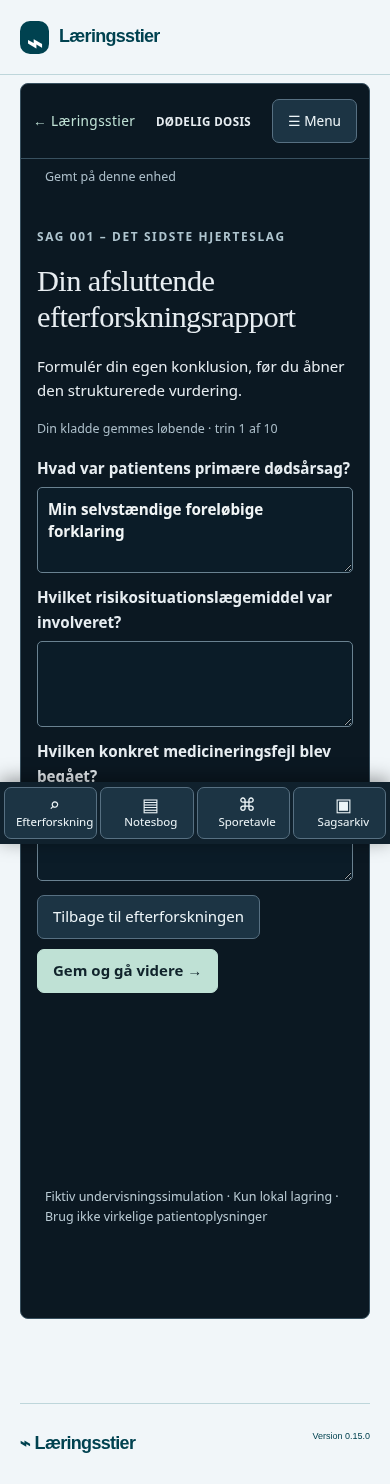 Læringsstier
← Læringsstier
DØDELIG DOSIS
☰ Menu
Gemt på denne enhed
SAG 001 – DET SIDSTE HJERTESLAG
Din afsluttende
efterforskningsrapport
Formulér din egen konklusion, før du åbner
den strukturerede vurdering.
Din kladde gemmes løbende · trin 1 af 10
Hvad var patientens primære dødsårsag?
Min selvstændige foreløbige
forklaring
Hvilket risikosituationslægemiddel var
involveret?
Hvilken konkret medicineringsfejl blev
begået?
Efterforskning
Notesbog
Sporetavle
Sagsarkiv
Tilbage til efterforskningen
Gem og gå videre →
Fiktiv undervisningssimulation · Kun lokal lagring ·
Brug ikke virkelige patientoplysninger
Læringsstier
Version 0.15.0